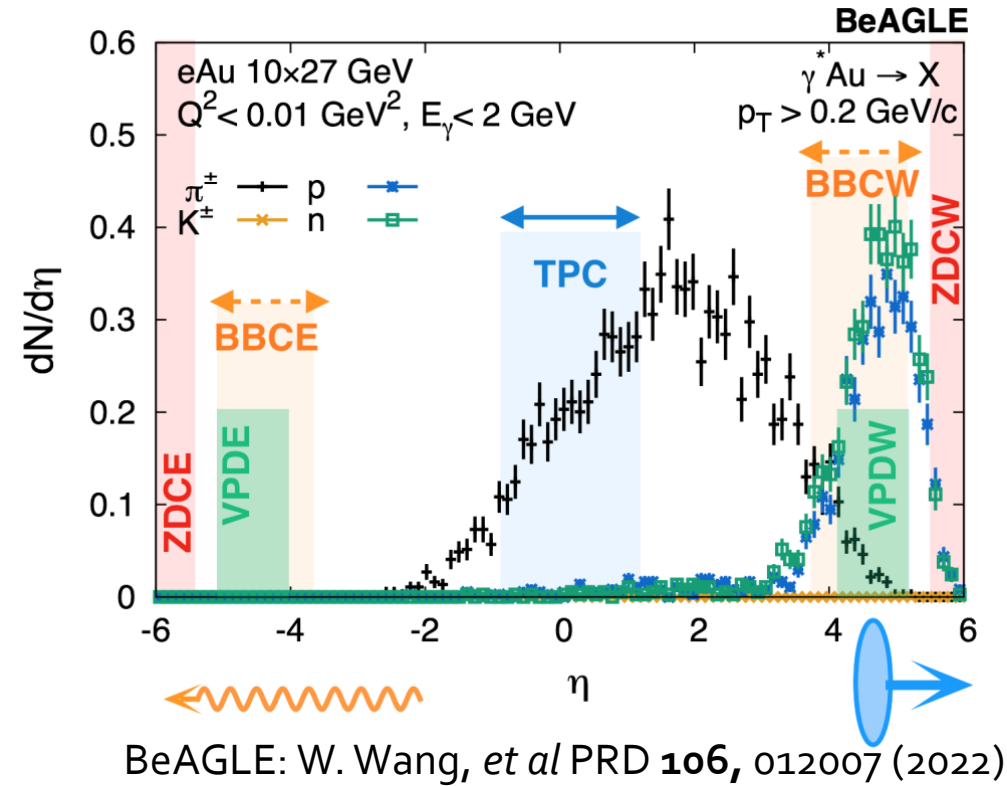 BeAGLE
eAu 10×27 GeV
γ* Au → X
Q²< 0.01 GeV², Eγ< 2 GeV
pT > 0.2 GeV/c
π± p
K± n
TPC
BBCW
ZDCW
BBCE
ZDCE
VPDE
VPDW
dN/dη
0.6
0.5
0.4
0.3
0.2
0.1
0
-6 -4 -2 0 2 4 6
η
BeAGLE: W. Wang, et al PRD 106, 012007 (2022)